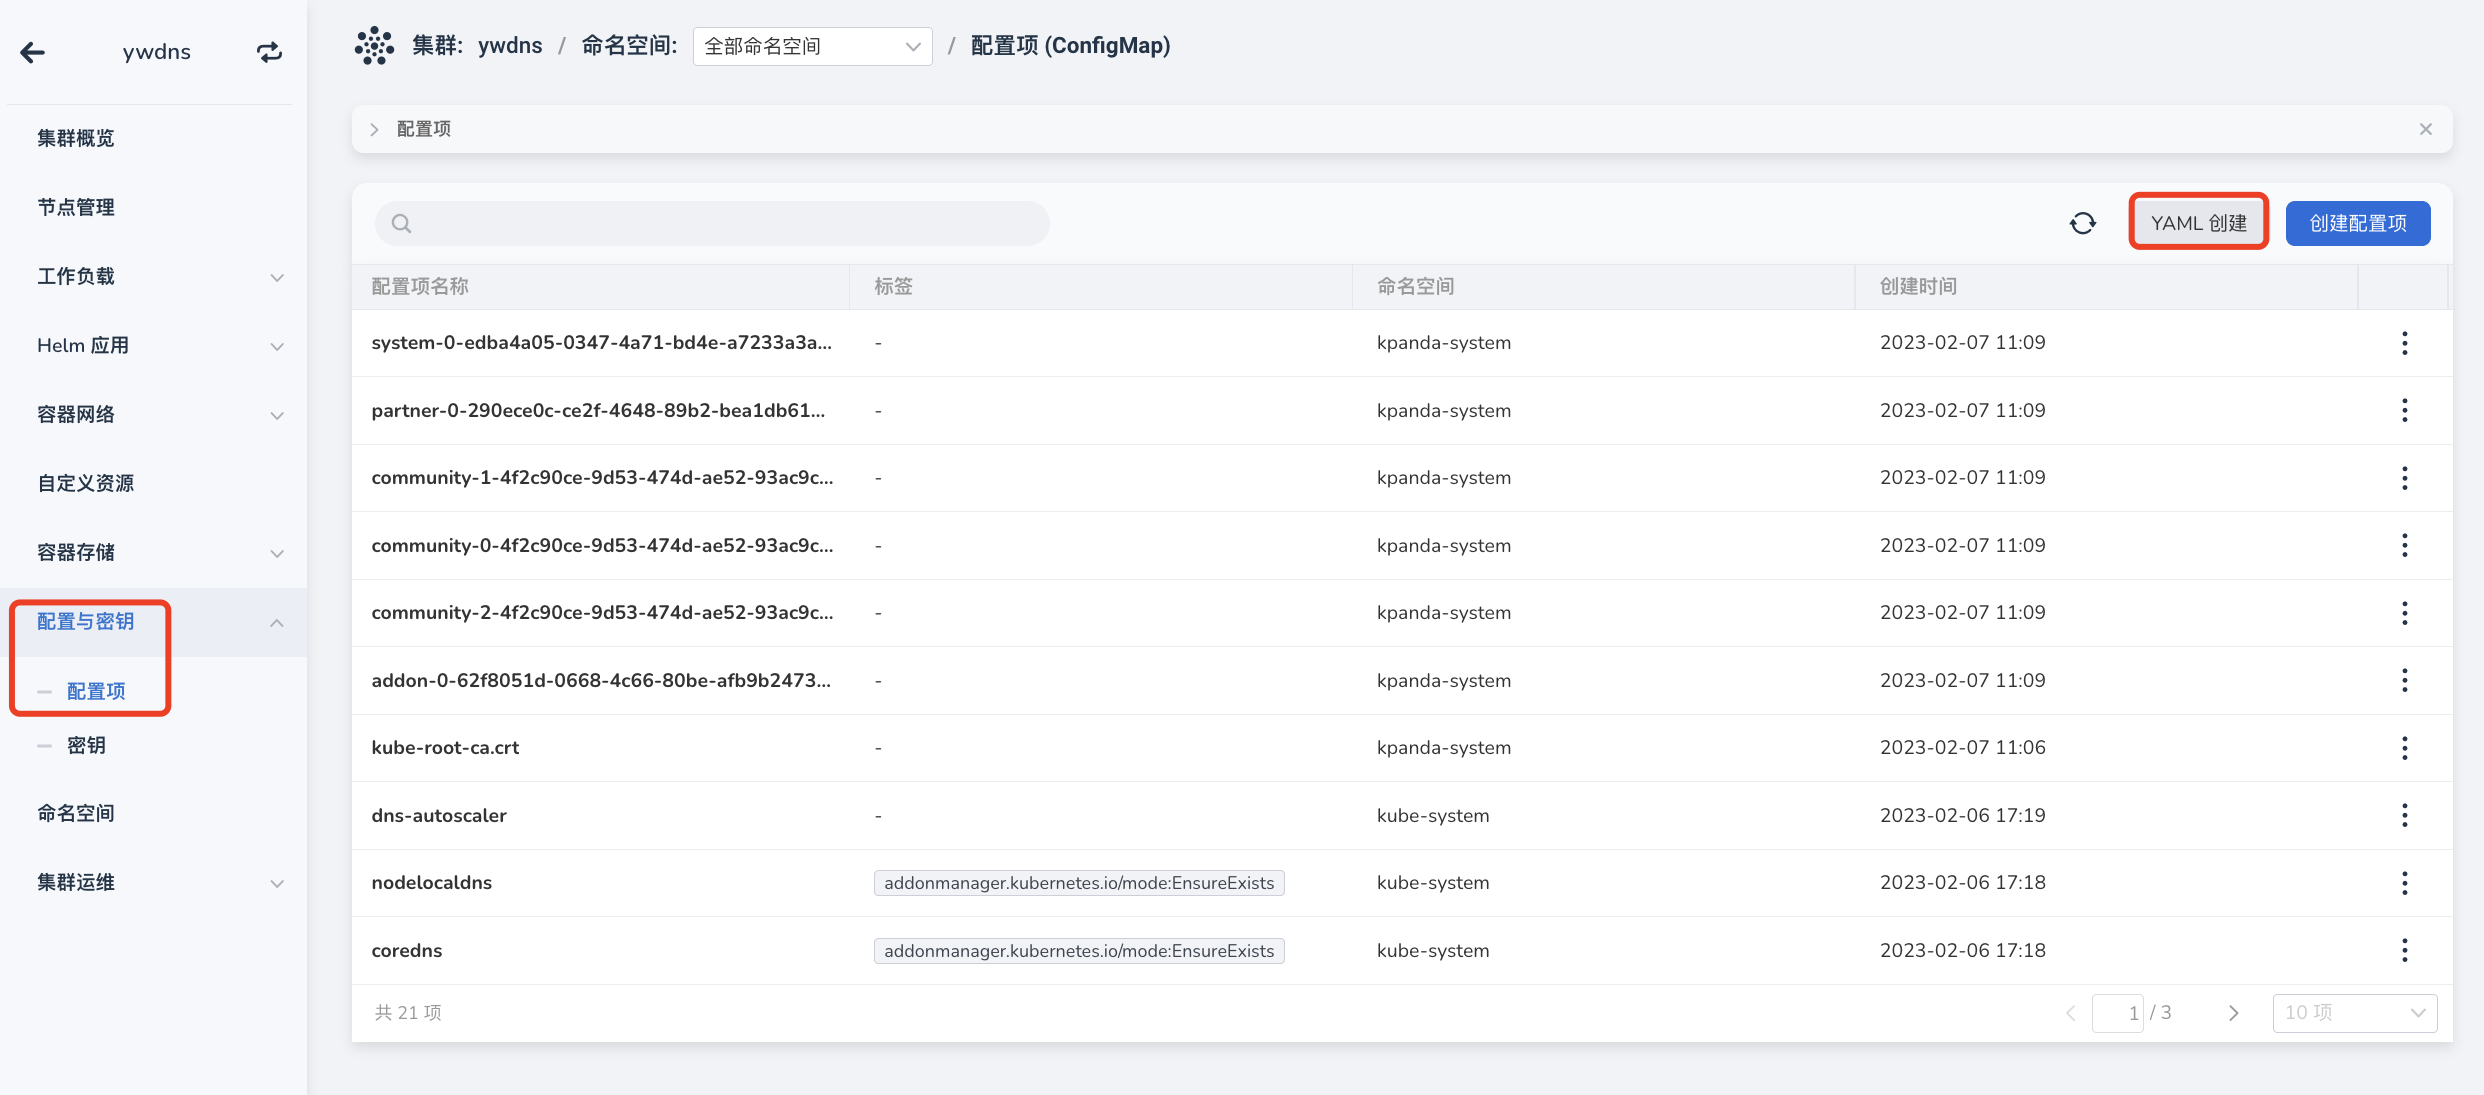 ywdns
集群概览
节点管理
工作负载
Helm 应用
容器网络
自定义资源
容器存储
配置与密钥
配置项
密钥
命名空间
集群运维
集群: ywdns / 命名空间: 全部命名空间 / 配置项 (ConfigMap)
配置项
YAML 创建 创建配置项
配置项名称 标签 命名空间 创建时间
system-0-edba4a05-0347-4a71-bd4e-a7233a3a... - kpanda-system 2023-02-07 11:09
partner-0-290ece0c-ce2f-4648-89b2-bea1db61... - kpanda-system 2023-02-07 11:09
community-1-4f2c90ce-9d53-474d-ae52-93ac9c... - kpanda-system 2023-02-07 11:09
community-0-4f2c90ce-9d53-474d-ae52-93ac9c... - kpanda-system 2023-02-07 11:09
community-2-4f2c90ce-9d53-474d-ae52-93ac9c... - kpanda-system 2023-02-07 11:09
addon-0-62f8051d-0668-4c66-80be-afb9b2473... - kpanda-system 2023-02-07 11:09
kube-root-ca.crt - kpanda-system 2023-02-07 11:06
dns-autoscaler - kube-system 2023-02-06 17:19
nodelocaldns addonmanager.kubernetes.io/mode:EnsureExists kube-system 2023-02-06 17:18
coredns addonmanager.kubernetes.io/mode:EnsureExists kube-system 2023-02-06 17:18
共 21 项 1 / 3 10 项